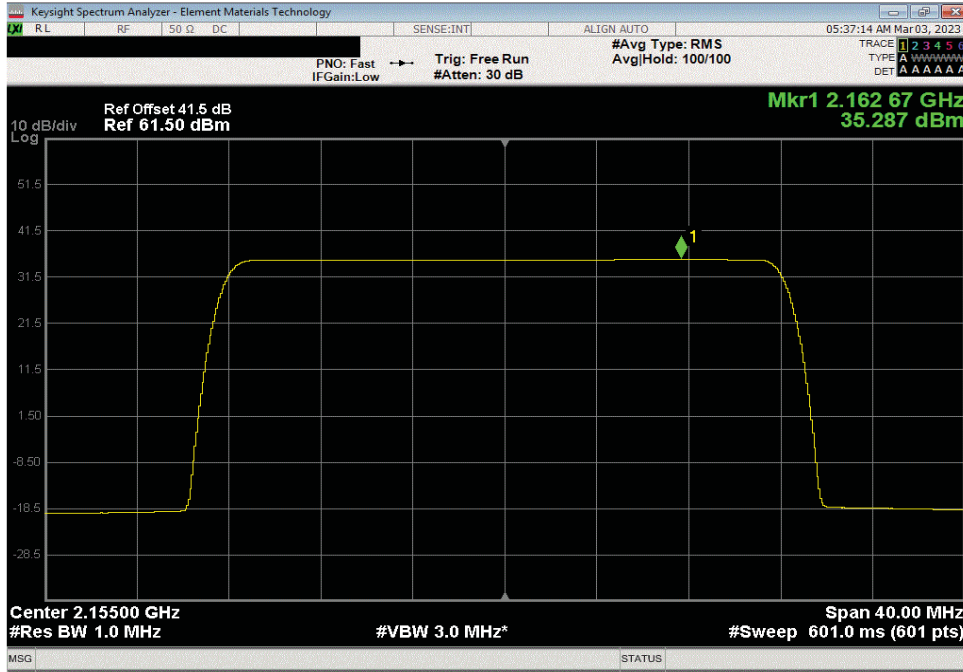 Keysight Spectrum Analyzer - Element Materials Technology
LXI RL RF 50 Ω DC SENSE:INT ALIGN AUTO 05:37:14 AM Mar 03, 2023
PNO: Fast
IFGain:Low
Trig: Free Run
#Atten: 30 dB
#Avg Type: RMS
Avg|Hold: 100/100
TRACE 1 2 3 4 5 6
TYPE A WWWWW
DET A A A A A A
Mkr1 2.162 67 GHz
35.287 dBm
Ref Offset 41.5 dB
10 dB/div Ref 61.50 dBm
Log
1
51.5
41.5
31.5
21.5
11.5
1.50
-8.50
-18.5
-28.5
Center 2.15500 GHz Span 40.00 MHz
#Res BW 1.0 MHz #VBW 3.0 MHz* #Sweep 601.0 ms (601 pts)
MSG STATUS